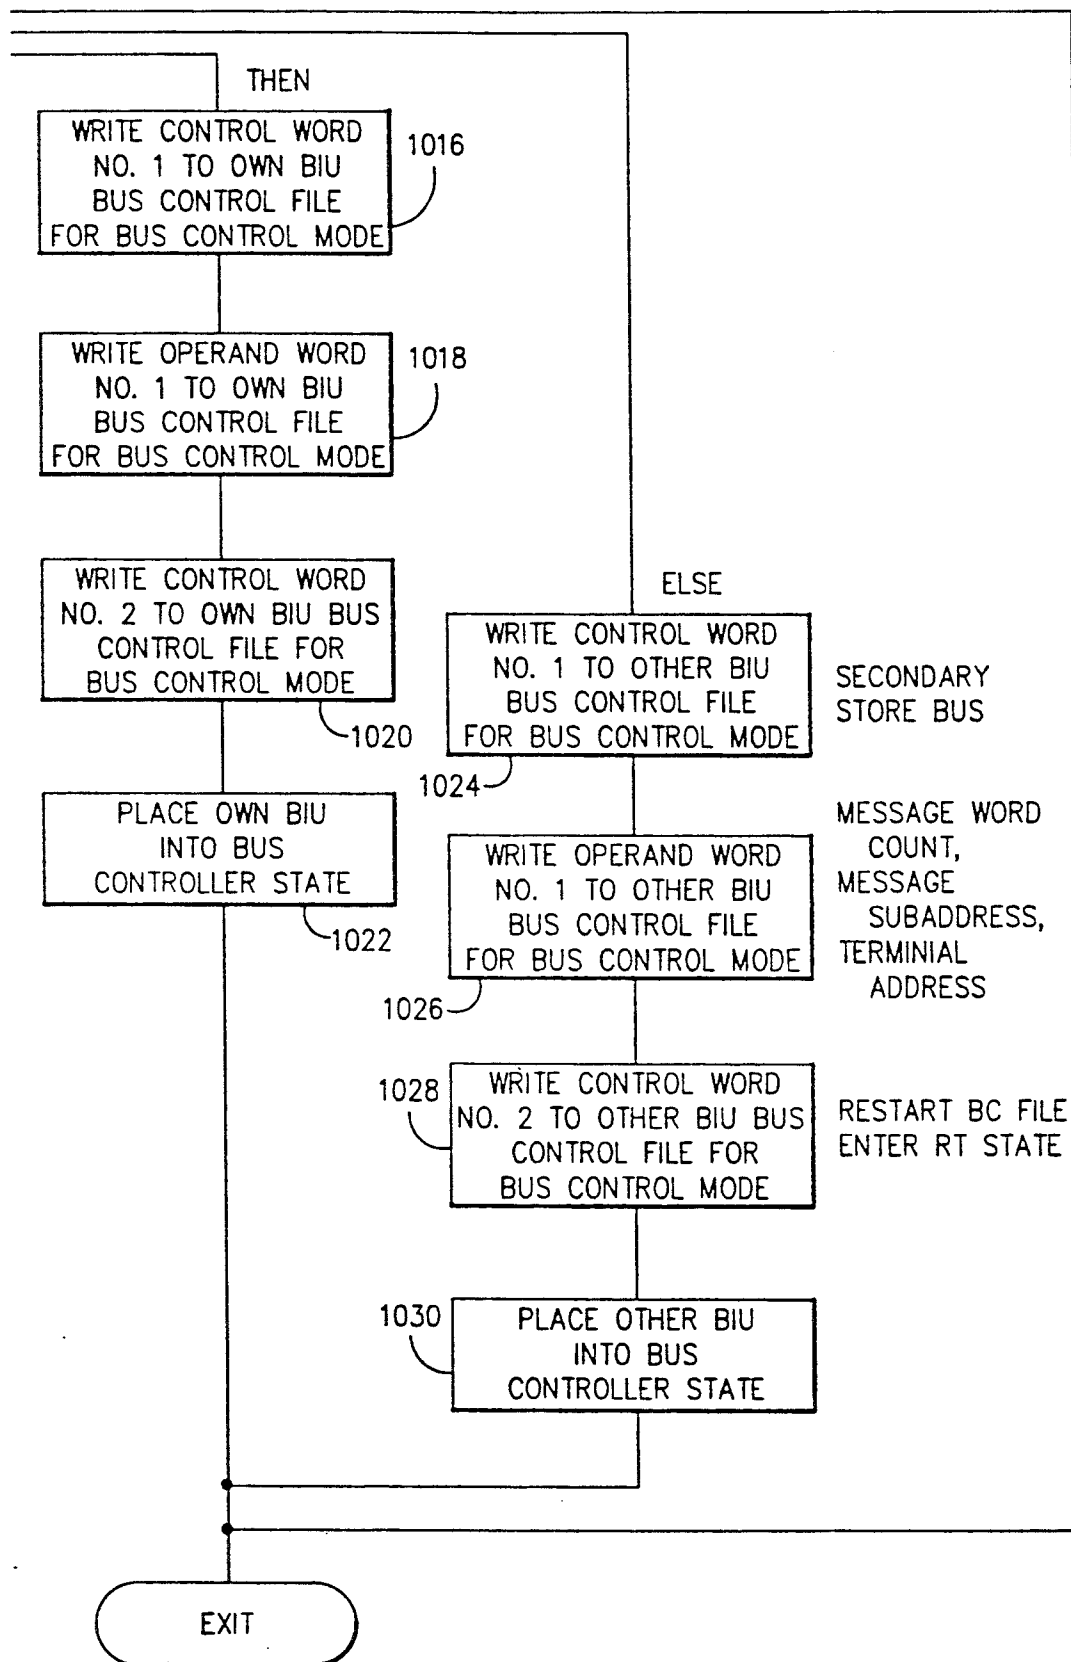 THEN
WRITE CONTROL WORD
NO. 1 TO OWN BIU
BUS CONTROL FILE
FOR BUS CONTROL MODE
1016
WRITE OPERAND WORD
NO. 1 TO OWN BIU
BUS CONTROL FILE
FOR BUS CONTROL MODE
1018
WRITE CONTROL WORD
NO. 2 TO OWN BIU BUS
CONTROL FILE FOR
BUS CONTROL MODE
1020
PLACE OWN BIU
INTO BUS
CONTROLLER STATE
1022
ELSE
WRITE CONTROL WORD
NO. 1 TO OTHER BIU
BUS CONTROL FILE
FOR BUS CONTROL MODE
1024
SECONDARY
STORE BUS
WRITE OPERAND WORD
NO. 1 TO OTHER BIU
BUS CONTROL FILE
FOR BUS CONTROL MODE
1026
MESSAGE WORD
COUNT,
MESSAGE
SUBADDRESS,
TERMINIAL
ADDRESS
1028
WRITE CONTROL WORD
NO. 2 TO OTHER BIU BUS
CONTROL FILE FOR
BUS CONTROL MODE
RESTART BC FILE
ENTER RT STATE
1030
PLACE OTHER BIU
INTO BUS
CONTROLLER STATE
EXIT